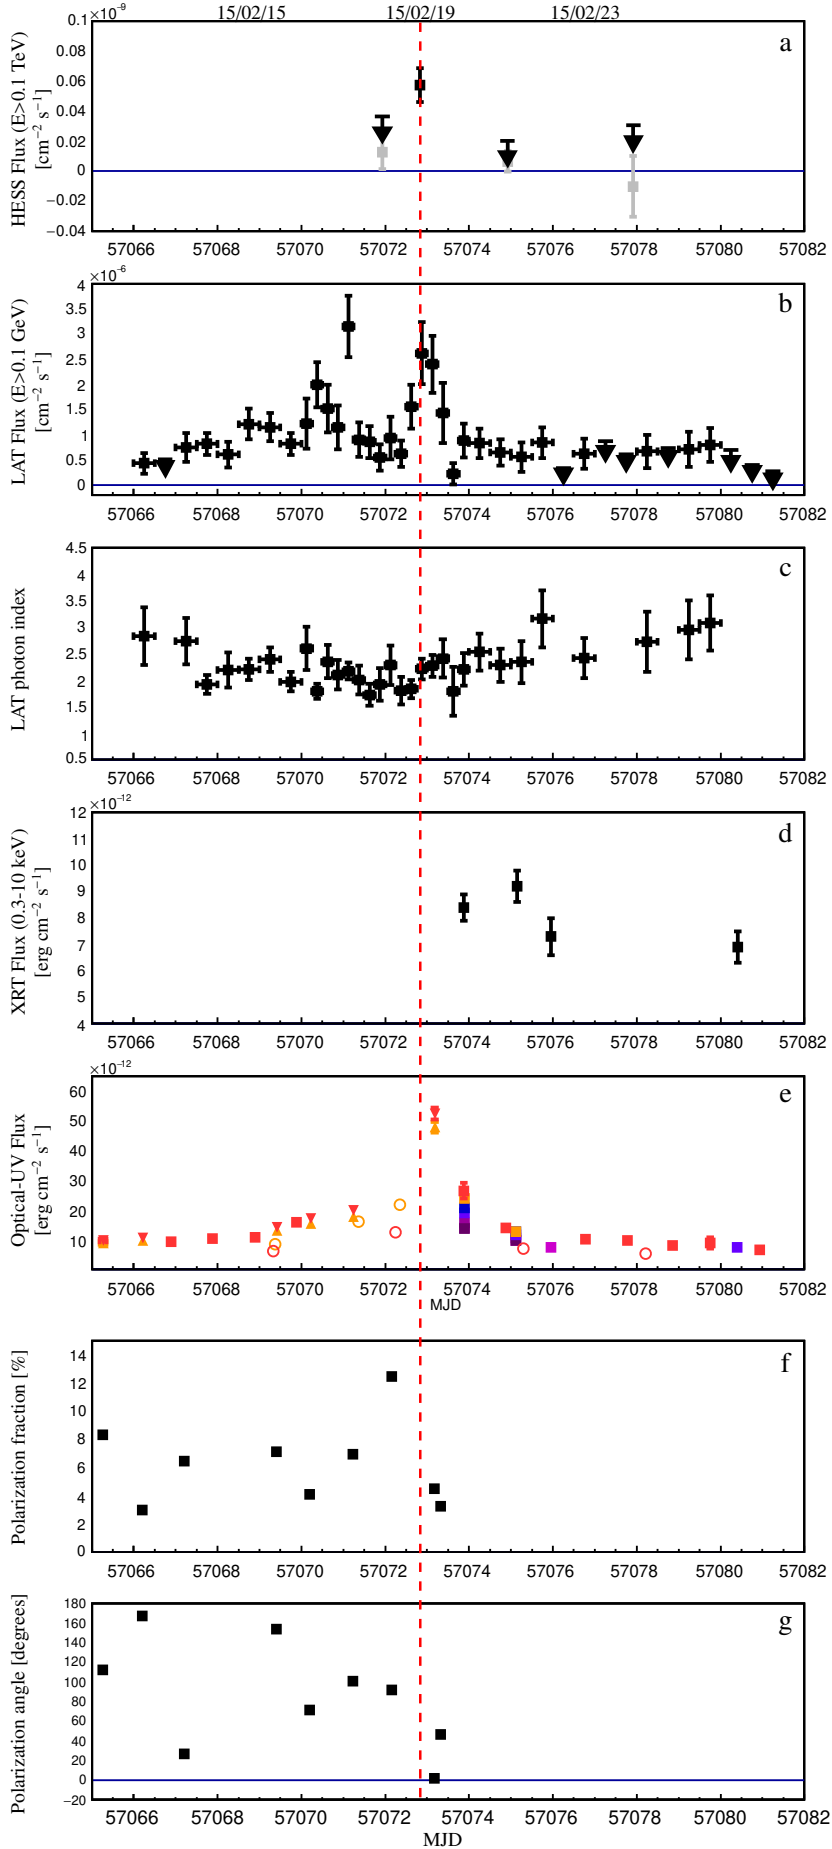 15/02/15 15/02/19 15/02/23
×10⁻⁹
a
HESS Flux (E>0.1 TeV)
[cm⁻² s⁻¹]
0.1
0.08
0.06
0.04
0.02
0
−0.02
−0.04
57066 57068 57070 57072 57074 57076 57078 57080 57082
×10⁻⁶
b
LAT Flux (E>0.1 GeV)
[cm⁻² s⁻¹]
4
3.5
3
2.5
2
1.5
1
0.5
0
57066 57068 57070 57072 57074 57076 57078 57080 57082
c
LAT photon index
4.5
4
3.5
3
2.5
2
1.5
1
0.5
57066 57068 57070 57072 57074 57076 57078 57080 57082
×10⁻¹²
d
XRT Flux (0.3-10 keV)
[erg cm⁻² s⁻¹]
12
11
10
9
8
7
6
5
4
57066 57068 57070 57072 57074 57076 57078 57080 57082
×10⁻¹²
e
Optical-UV Flux
[erg cm⁻² s⁻¹]
60
50
40
30
20
10
57066 57068 57070 57072 57074 57076 57078 57080 57082
MJD
f
Polarization fraction [%]
14
12
10
8
6
4
2
0
57066 57068 57070 57072 57074 57076 57078 57080 57082
g
Polarization angle [degrees]
180
160
140
120
100
80
60
40
20
0
−20
57066 57068 57070 57072 57074 57076 57078 57080 57082
MJD